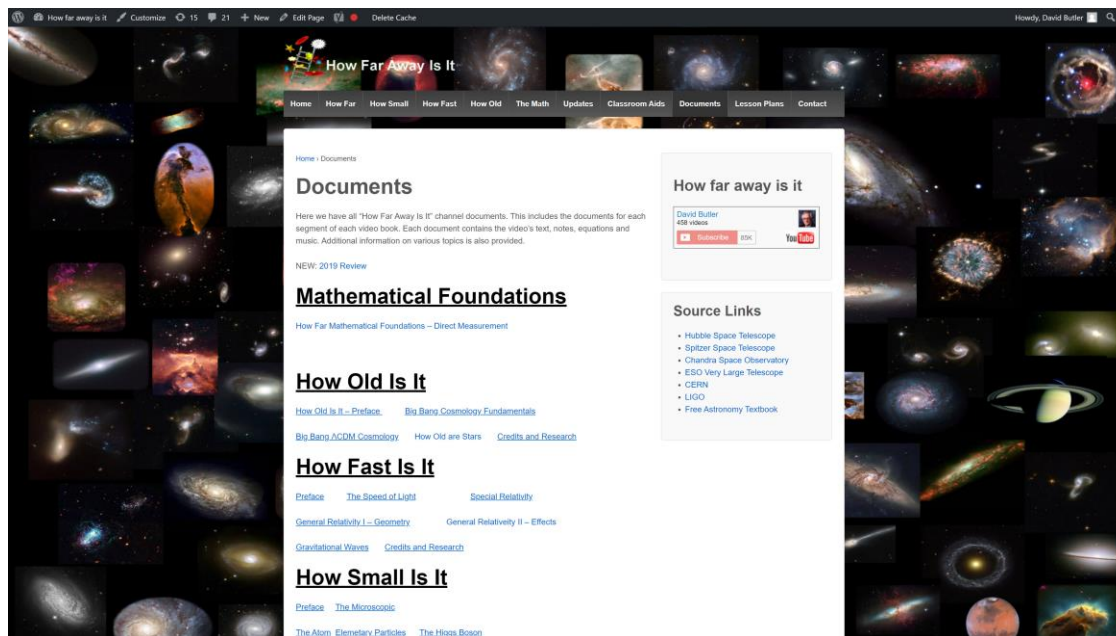 How far away is it Customize 15 21 New Edit Page Delete Cache Howdy, David Butler
How Far Away Is It
Home How Far How Small How Fast How Old The Math Updates Classroom Aids Documents Lesson Plans Contact
Home › Documents
Documents
Here we have all "How Far Away Is It" channel documents. This includes the documents for each
segment of each video book. Each document contains the video's text, notes, equations and
music. Additional information on various topics is also provided.
NEW: 2019 Review
Mathematical Foundations
How Far Mathematical Foundations – Direct Measurement
How Old Is It
How Old Is It – Preface Big Bang Cosmology Fundamentals
Big Bang ΛCDM Cosmology How Old are Stars Credits and Research
How Fast Is It
Preface The Speed of Light Special Relativity
General Relativity I – Geometry General Relativeity II – Effects
Gravitational Waves Credits and Research
How Small Is It
Preface The Microscopic
The Atom Elemetary Particles The Higgs Boson
How far away is it
David Butler
458 videos
Subscribe 85K YouTube
Source Links
Hubble Space Telescope
Spitzer Space Telescope
Chandra Space Observatory
ESO Very Large Telescope
CERN
LIGO
Free Astronomy Textbook